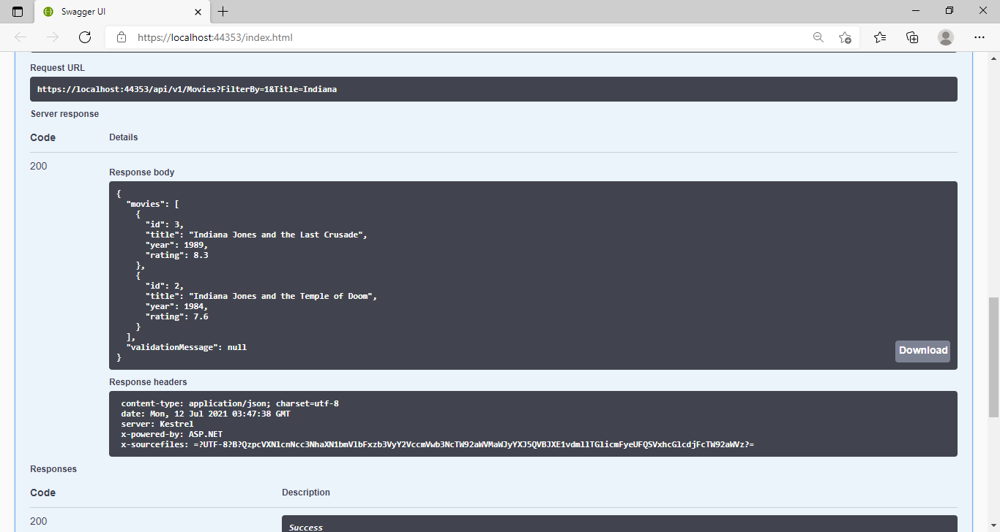 Swagger UI
https://localhost:44353/index.html
Request URL
https://localhost:44353/api/v1/Movies?FilterBy=1&Title=Indiana
Server response
Code Details
200
Response body
{
"movies": [
{
"id": 3,
"title": "Indiana Jones and the Last Crusade",
"year": 1989,
"rating": 8.3
},
{
"id": 2,
"title": "Indiana Jones and the Temple of Doom",
"year": 1984,
"rating": 7.6
}
],
"validationMessage": null
}
Download
Response headers
content-type: application/json; charset=utf-8
date: Mon, 12 Jul 2021 03:47:38 GMT
server: Kestrel
x-powered-by: ASP.NET
x-sourcefiles:
Responses
Code Description
200
Success